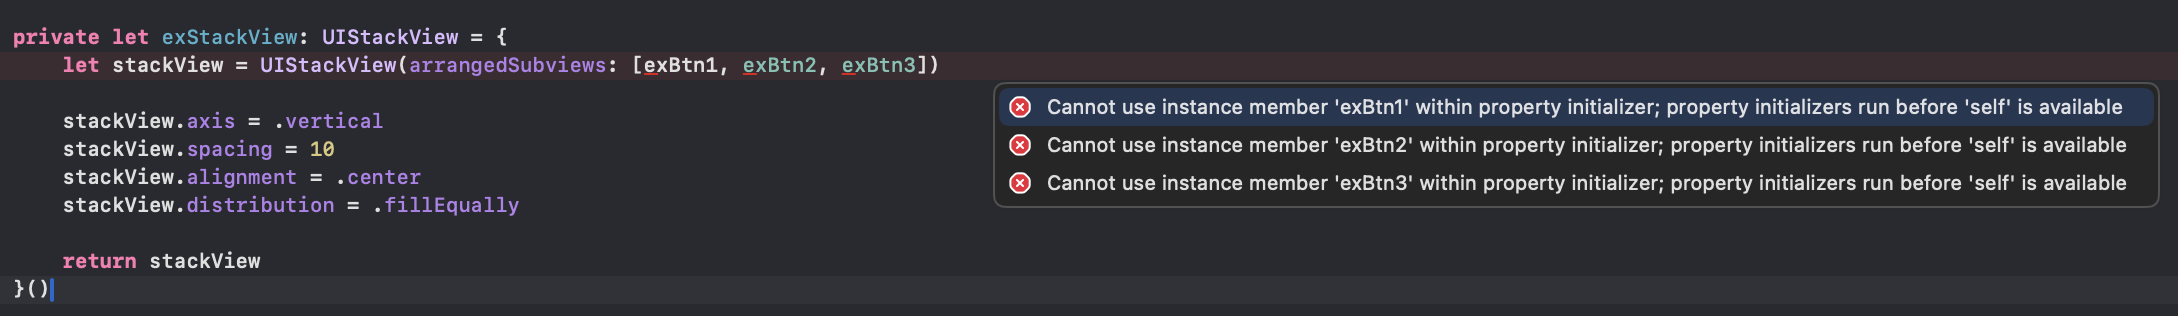 private let exStackView: UIStackView = {
let stackView = UIStackView(arrangedSubviews: [exBtn1, exBtn2, exBtn3])
Cannot use instance member 'exBtn1' within property initializer; property initializers run before 'self' is available
Cannot use instance member 'exBtn2' within property initializer; property initializers run before 'self' is available
Cannot use instance member 'exBtn3' within property initializer; property initializers run before 'self' is available
stackView.axis = .vertical
stackView.spacing = 10
stackView.alignment = .center
stackView.distribution = .fillEqually
return stackView
}()